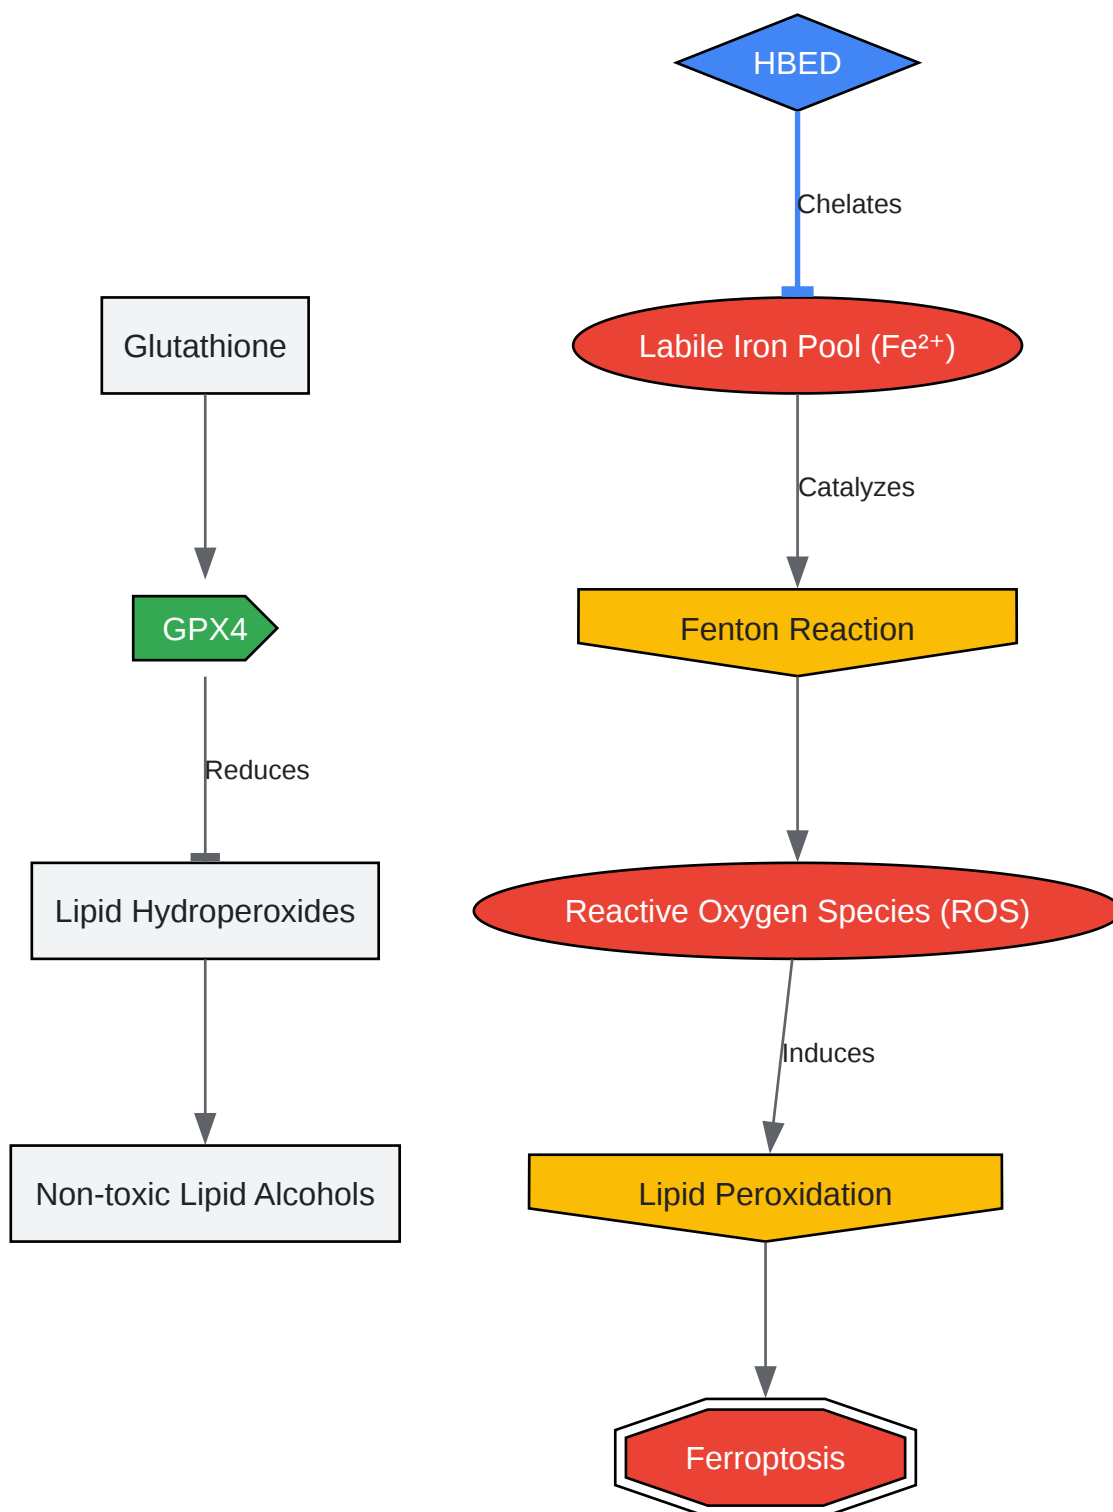 HBED
Chelates
Glutathione
Labile Iron Pool (Fe²⁺)
Catalyzes
GPX4
Fenton Reaction
Reduces
Lipid Hydroperoxides
Reactive Oxygen Species (ROS)
Induces
Non-toxic Lipid Alcohols
Lipid Peroxidation
Ferroptosis